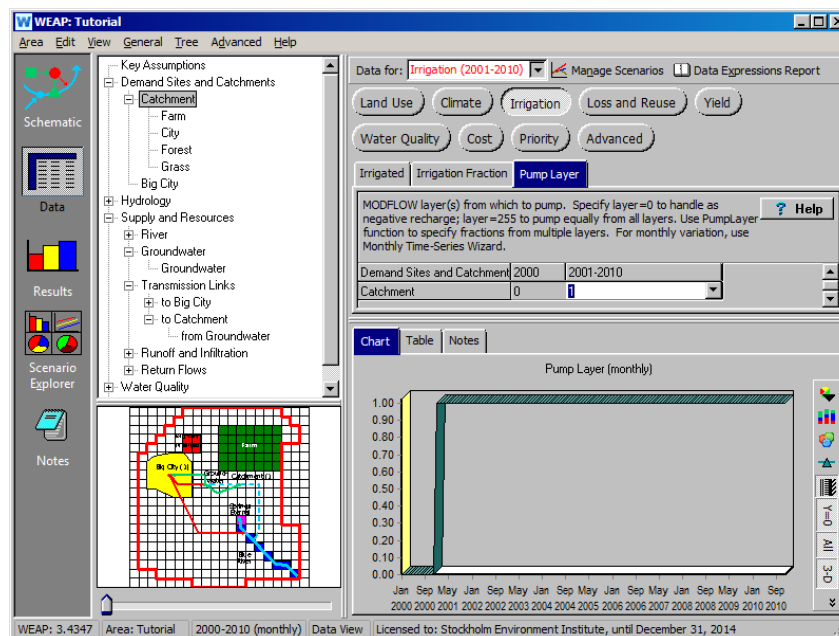 WEAP: Tutorial
Area Edit View General Tree Advanced Help
Schematic
Data
Results
Scenario
Explorer
Notes
Key Assumptions
Demand Sites and Catchments
Catchment
Farm
City
Forest
Grass
Big City
Hydrology
Supply and Resources
River
Groundwater
Groundwater
Transmission Links
to Big City
to Catchment
from Groundwater
Runoff and Infiltration
Return Flows
Water Quality
Farm
Big City (1)
Ground-
water
Catchment ( )
Blue
River
Data for: Irrigation (2001-2010) Manage Scenarios Data Expressions Report
Land Use Climate Irrigation Loss and Reuse Yield
Water Quality Cost Priority Advanced
Irrigated Irrigation Fraction Pump Layer
MODFLOW layer(s) from which to pump. Specify layer=0 to handle as
negative recharge; layer=255 to pump equally from all layers. Use PumpLayer
function to specify fractions from multiple layers. For monthly variation, use
Monthly Time-Series Wizard.
? Help
Demand Sites and Catchment 2000 2001-2010
Catchment 0 1
Chart Table Notes
Pump Layer (monthly)
1.00
0.90
0.80
0.70
0.60
0.50
0.40
0.30
0.20
0.10
0.00
Jan Sep May Jan Sep May Jan Sep May Jan Sep May Jan Sep May Jan Sep
2000 2000 2001 2002 2002 2003 2004 2004 2005 2006 2006 2007 2008 2008 2009 2010 2010
Y=0
All
3-D
WEAP: 3.4347 Area: Tutorial 2000-2010 (monthly) Data View Licensed to: Stockholm Environment Institute, until December 31, 2014